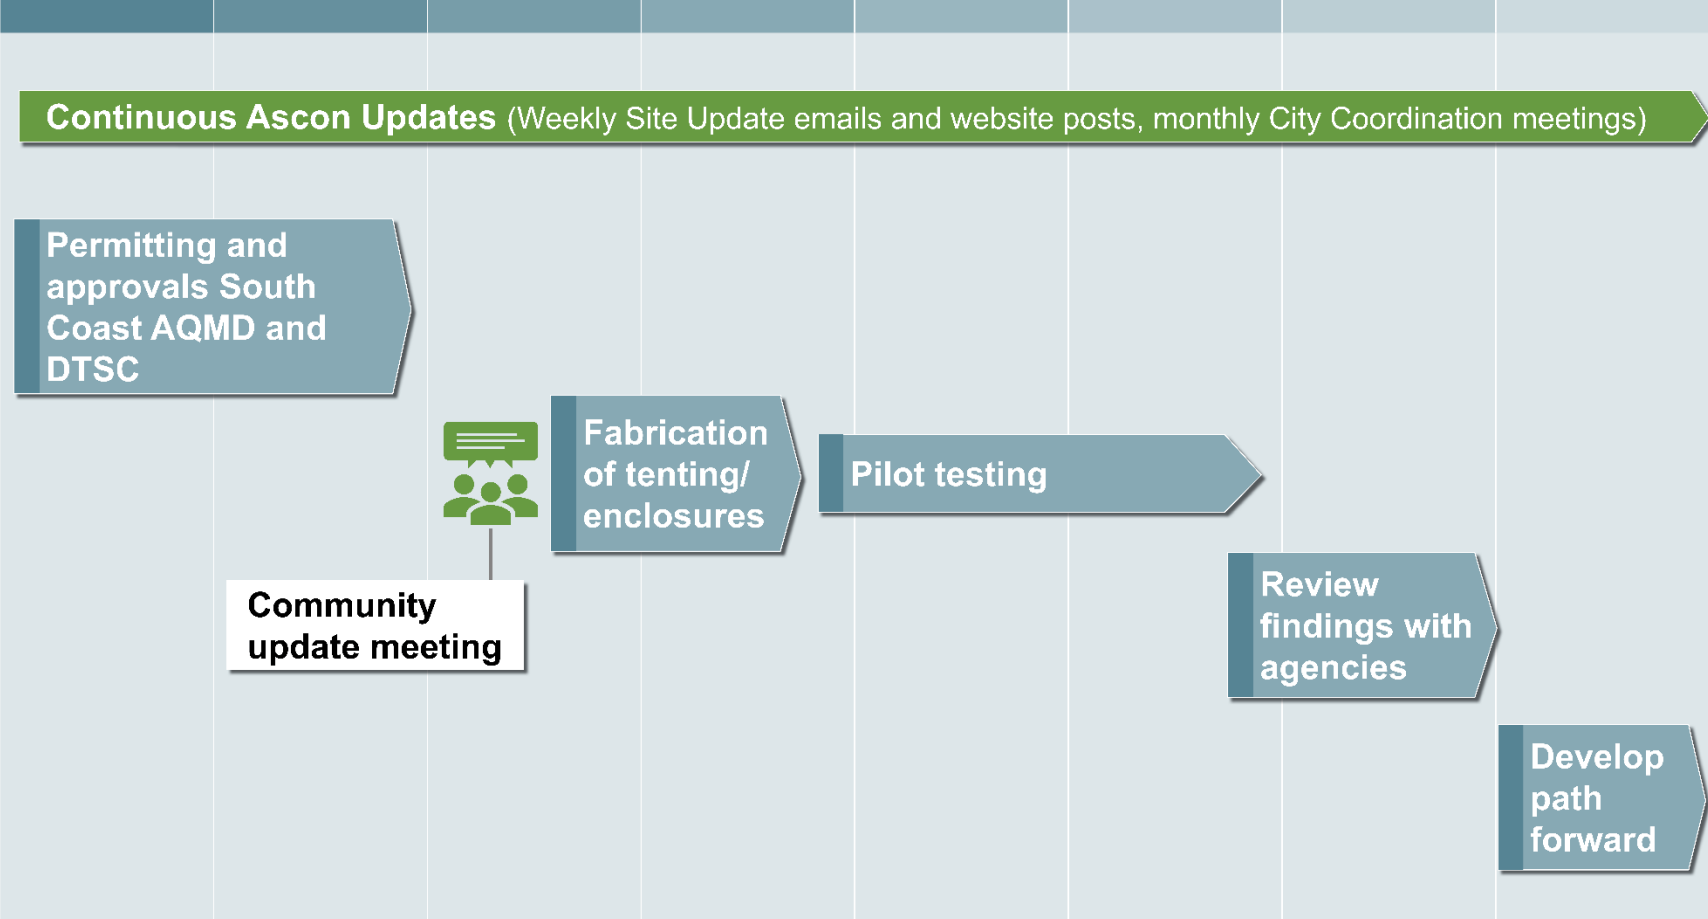 Continuous Ascon Updates (Weekly Site Update emails and website posts, monthly City Coordination meetings)
Permitting and
approvals South
Coast AQMD and
DTSC
Fabrication
of tenting/
enclosures
Pilot testing
Community
update meeting
Review
findings with
agencies
Develop
path
forward